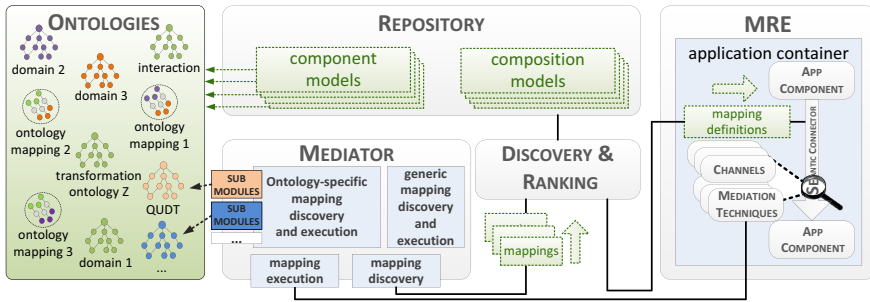 ONTOLOGIES
domain 2
interaction
domain 3
ontology
mapping 2
ontology
mapping 1
transformation
ontology Z
QUDT
ontology
mapping 3
domain 1
...
REPOSITORY
component
models
composition
models
MEDIATOR
SUB
MODULES
SUB
MODULES
...
Ontology-specific
mapping
discovery
and execution
generic
mapping
discovery
and
execution
mapping
execution
mapping
discovery
DISCOVERY &
RANKING
mappings
MRE
application container
APP
COMPONENT
mapping
definitions
CHANNELS
MEDIATION
TECHNIQUES
APP
COMPONENT